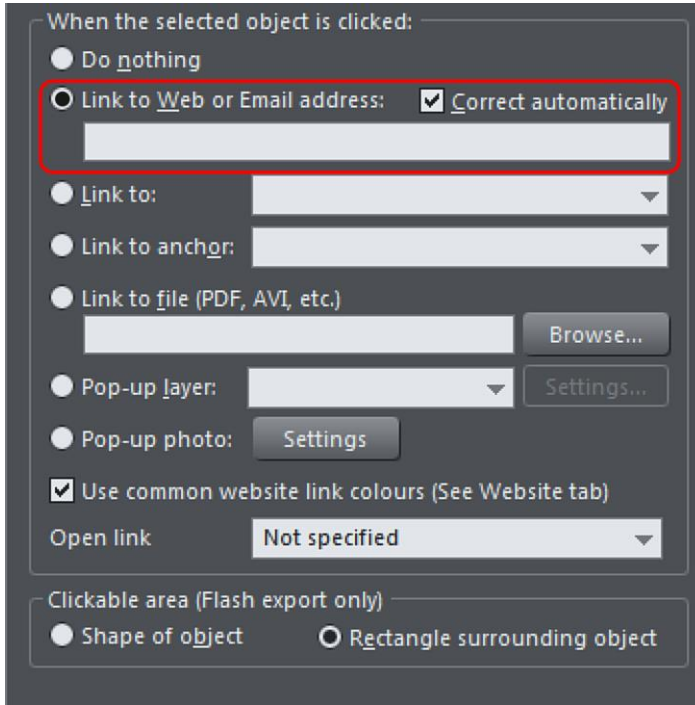 When the selected object is clicked:
Do nothing
Link to Web or Email address: Correct automatically
Link to:
Link to anchor:
Link to file (PDF, AVI, etc.)
Browse...
Pop-up layer: Settings...
Pop-up photo: Settings
Use common website link colours (See Website tab)
Open link Not specified
Clickable area (Flash export only)
Shape of object Rectangle surrounding object